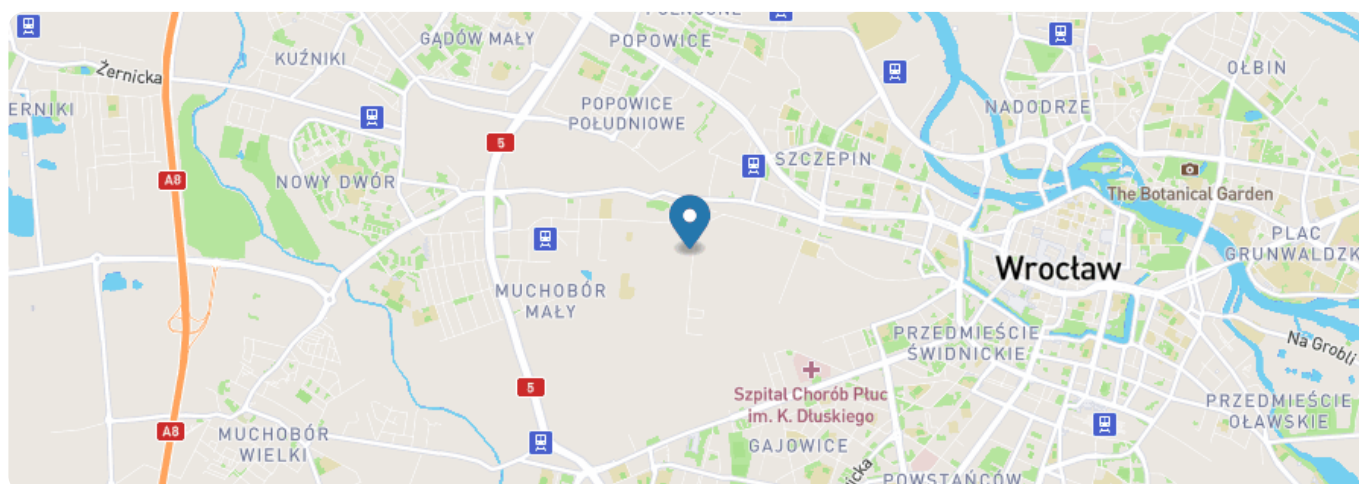 PÓŁNOCNE
GĄDÓW MAŁY
POPOWICE
KUŹNIKI
Żernicka
OŁBIN
ERNIKI
POPOWICE
POŁUDNIOWE
NADODRZE
5
SZCZEPIN
A8
NOWY DWÓR
The Botanical Garden
PLAC
GRUNWALDZK
Wrocław
MUCHOBÓR
MAŁY
PRZEDMIEŚCIE
ŚWIDNICKIE
Na Grobli
5
Szpital Chorób Płuc
im. K. Dłuskiego
PRZEDMIEŚCIE
OŁAWSKIE
A8
MUCHOBÓR
WIELKI
GAJOWICE
icka
POWSTAŃCÓW